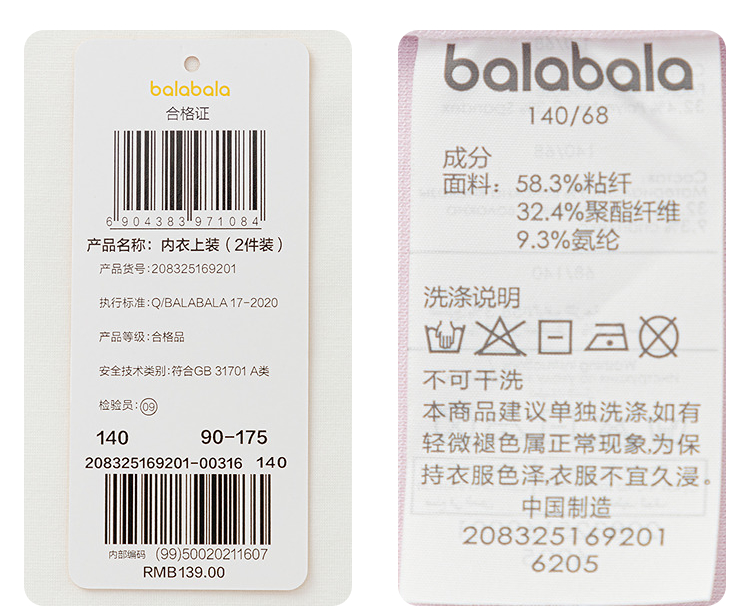 balabala
合格证
6904383971084
产品名称：内衣上装（2件装）
产品货号：208325169201
执行标准：Q/BALABALA 17-2020
产品等级：合格品
安全技术类别：符合GB 31701 A类
检验员：09
140 90-175
208325169201-00316 140
内部编码 (99)50020211607
RMB139.00
balabala
140/68
成分
面料：58.3%粘纤
32.4%聚酯纤维
9.3%氨纶
洗涤说明
不可干洗
本商品建议单独洗涤,如有
轻微褪色属正常现象,为保
持衣服色泽,衣服不宜久浸。
中国制造
208325169201
6205